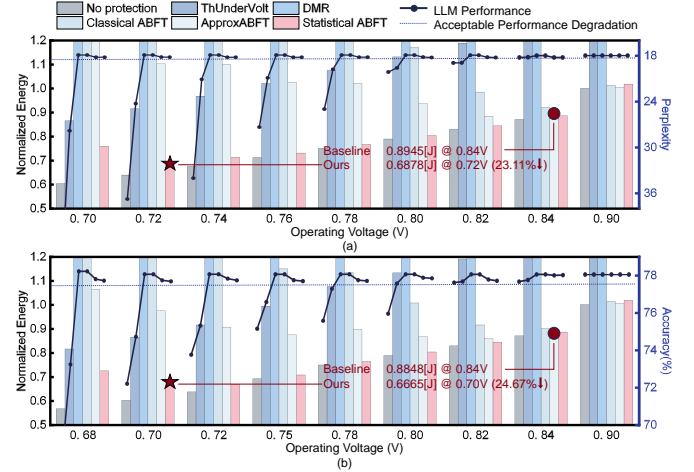 No protection ThUnderVolt DMR LLM Performance
Classical ABFT ApproxABFT Statistical ABFT Acceptable Performance Degradation
1.2
1.1
1.0
0.9
0.8
0.7
0.6
0.5
Normalized Energy
18
24
30
36
Perplexity
Baseline 0.8945[J] @ 0.84V
Ours 0.6878[J] @ 0.72V (23.11%⬇)
0. 70 0. 72 0. 74 0. 76 0. 78 0. 80 0. 82 0. 84 0. 90
Operating Voltage (V)
(a)
1.2
1.1
1.0
0.9
0.8
0.7
0.6
0.5
Normalized Energy
78
76
74
72
70
Accuracy(%)
Baseline 0.8848[J] @ 0.84V
Ours 0.6665[J] @ 0.70V (24.67%⬇)
0. 68 0. 70 0. 72 0. 75 0. 78 0. 80 0. 82 0. 84 0. 90
Operating Voltage (V)
(b)